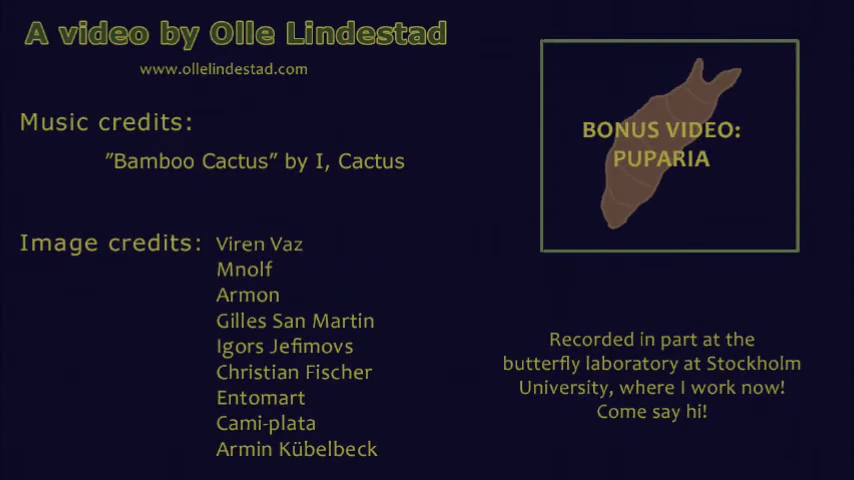 A video by Olle Lindestad
www.ollelindestad.com
Music credits:
”Bamboo Cactus” by I, Cactus
Image credits:
Viren Vaz
Mnolf
Armon
Gilles San Martin
Igors Jefimovs
Christian Fischer
Entomart
Cami-plata
Armin Kübelbeck
BONUS VIDEO:
PUPARIA
Recorded in part at the
butterfly laboratory at Stockholm
University, where I work now!
Come say hi!